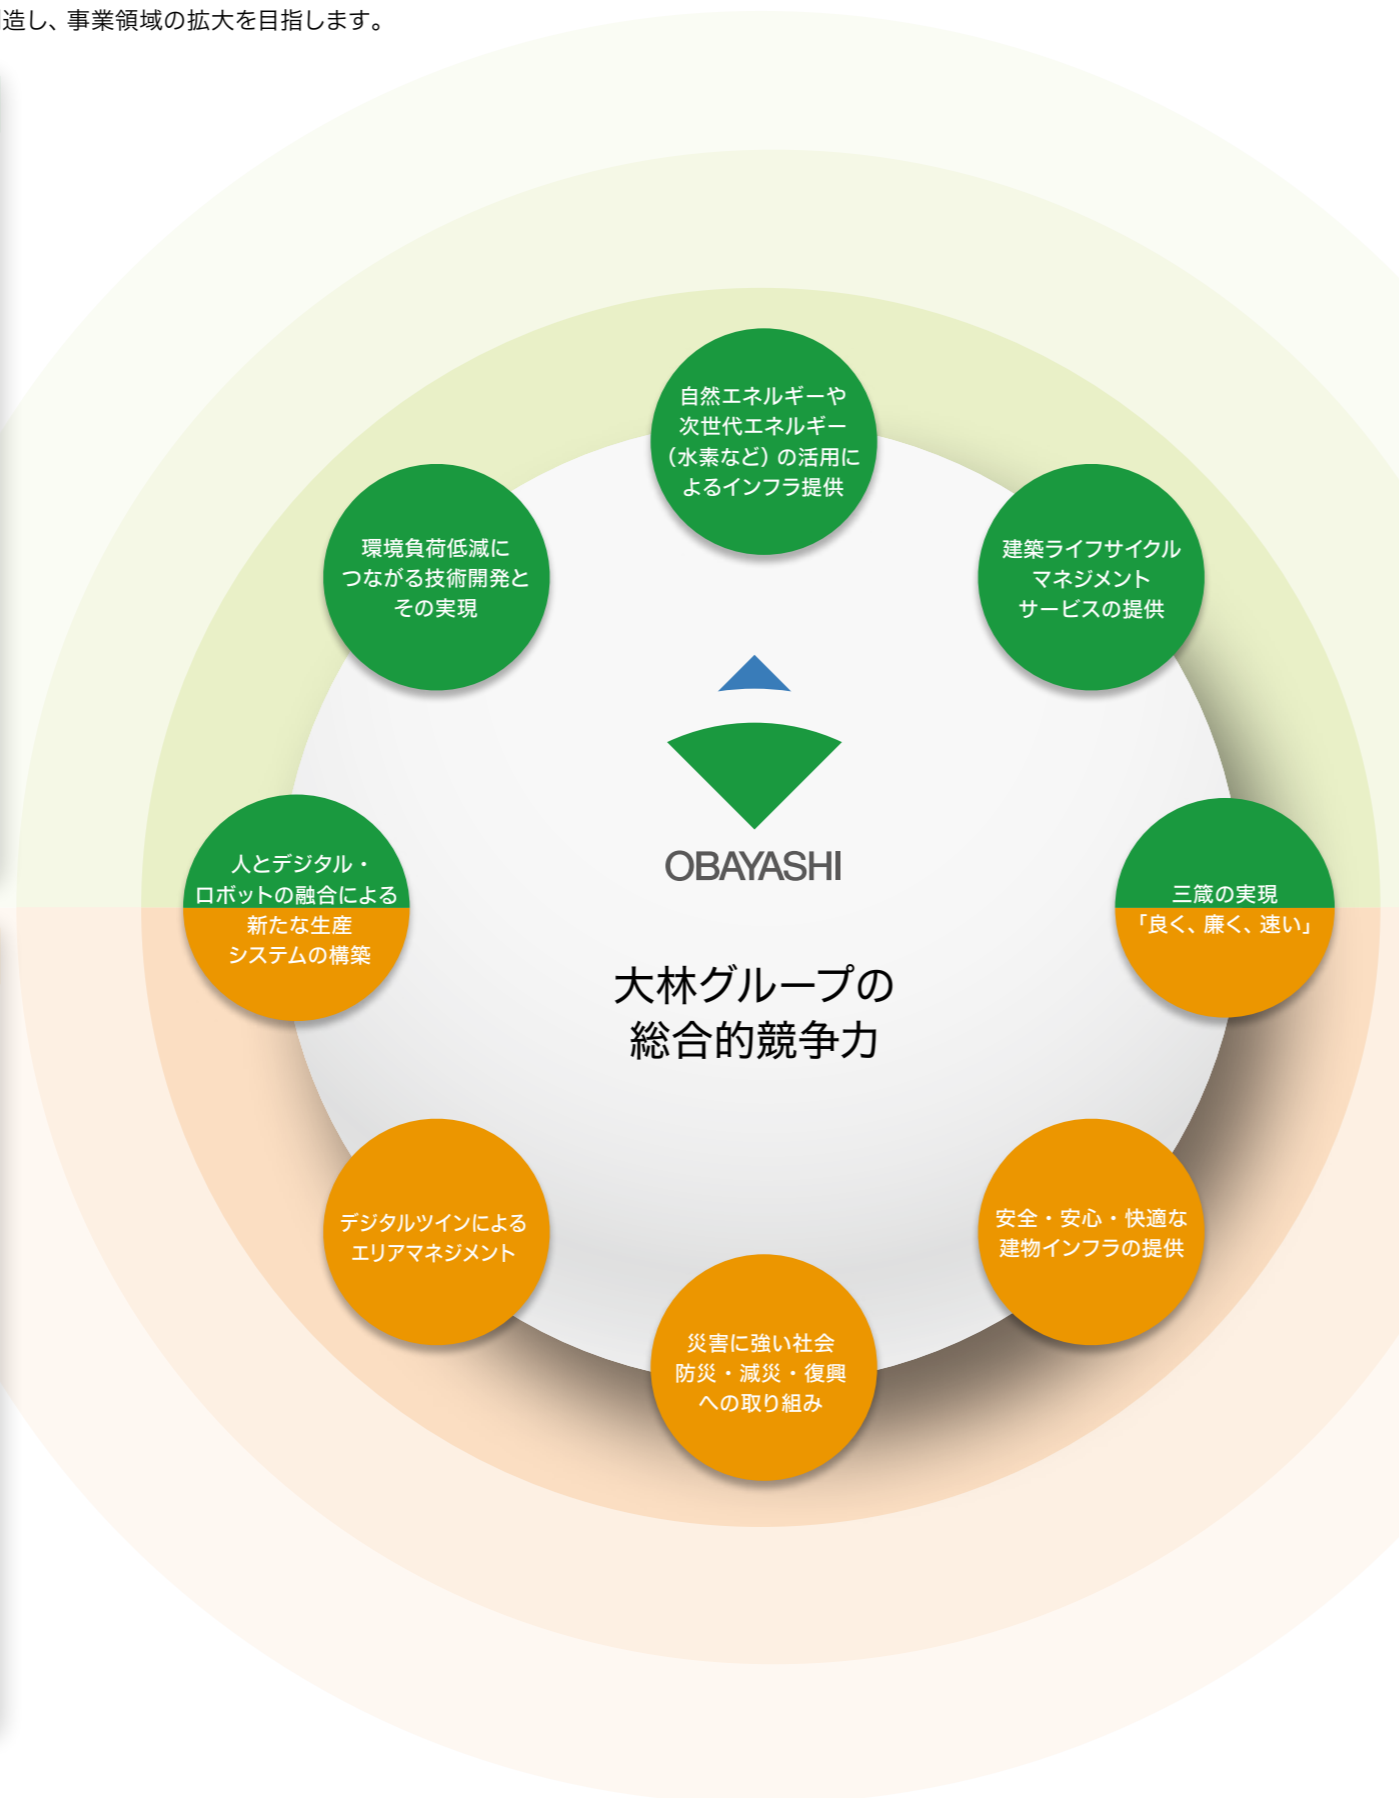 造し、事業領域の拡大を目指します。
自然エネルギーや
次世代エネルギー
（水素など）の活用に
よるインフラ提供
環境負荷低減に
つながる技術開発と
その実現
建築ライフサイクル
マネジメント
サービスの提供
人とデジタル・
ロボットの融合による
新たな生産
システムの構築
OBAYASHI
大林グループの
総合的競争力
三箴の実現
「良く、廉く、速い」
デジタルツインによる
エリアマネジメント
安全・安心・快適な
建物インフラの提供
災害に強い社会
防災・減災・復興
への取り組み